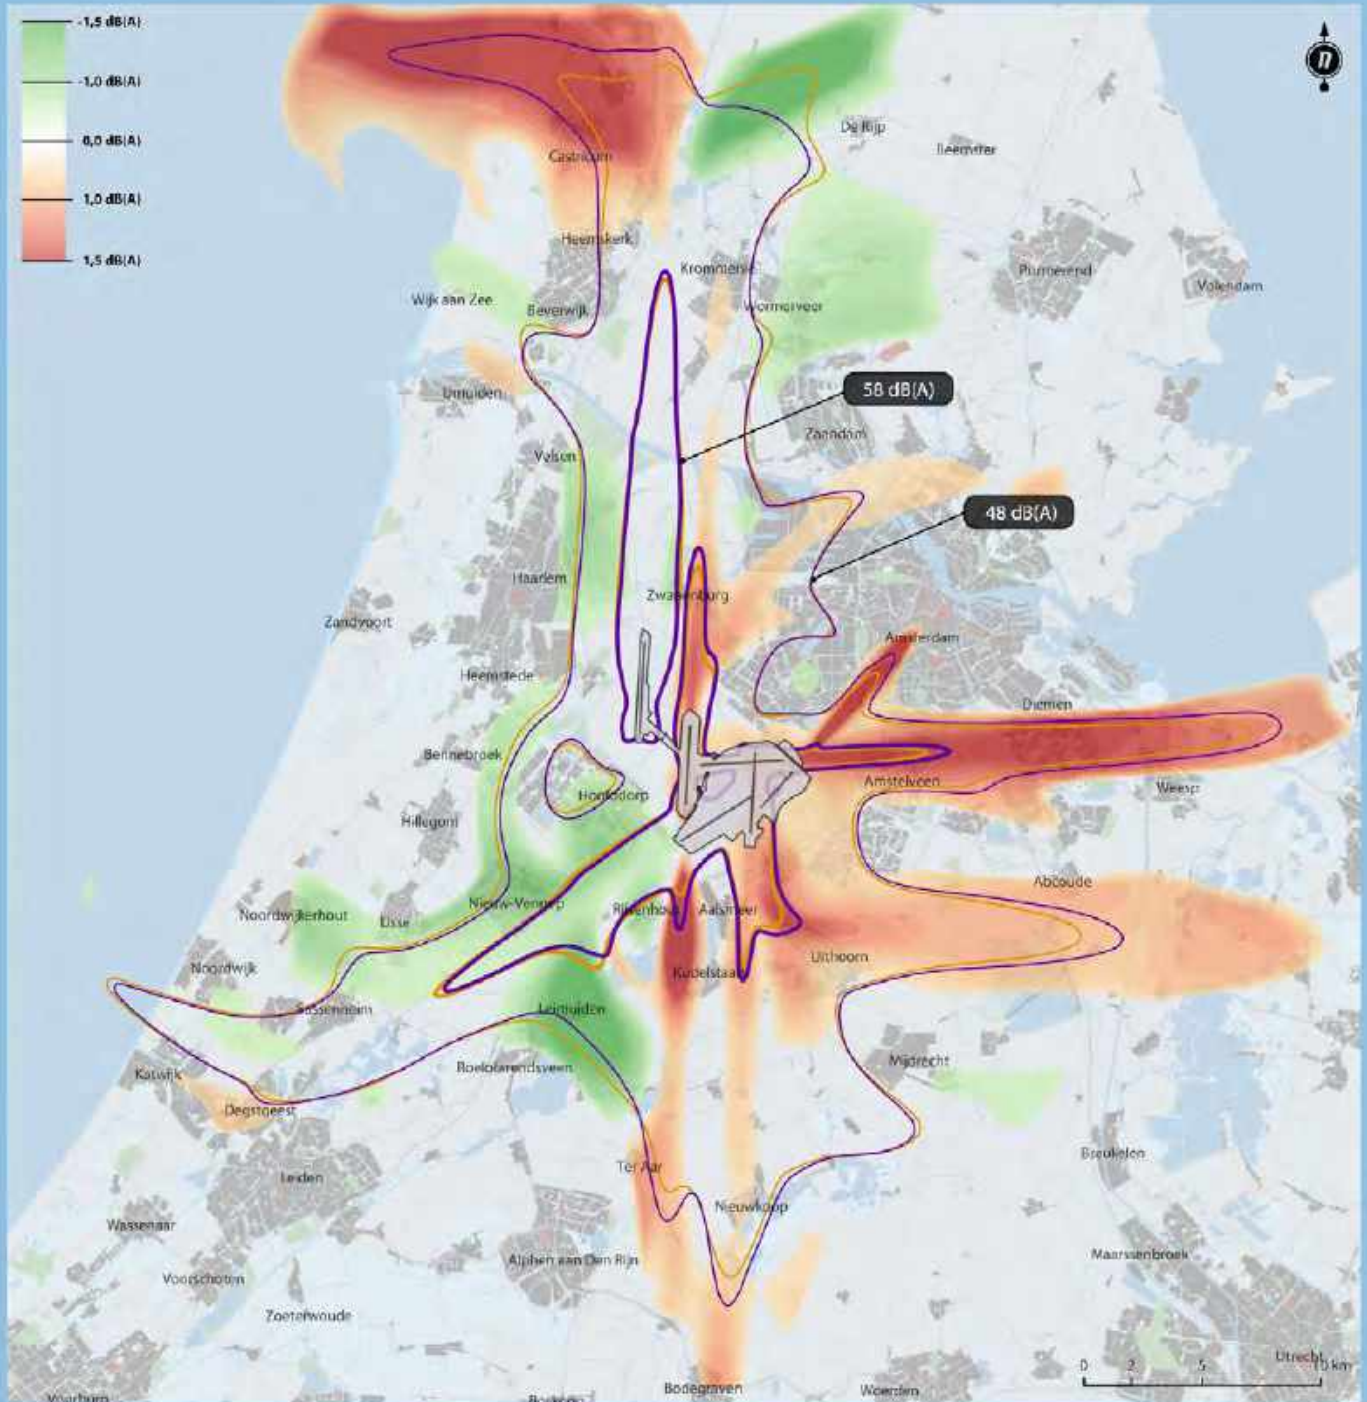 -1,5 dB(A)
-1,0 dB(A)
0,0 dB(A)
1,0 dB(A)
1,5 dB(A)
n
De Rijp
Beemster
Castricum
Heemskerk
Krommenie
Purmerend
Volendam
Wijk aan Zee
Beverwijk
Wormerveer
58 dB(A)
IJmuiden
Zaandam
Velsen
48 dB(A)
Haarlem
Zwanenburg
Zandvoort
Amsterdam
Heemstede
Diemen
Bennebroek
Amstelveen
Weesp
Hoofddorp
Hillegom
Abcoude
Nieuw-Vennep
Noordwijkerhout
Lisse
Rijsenhout
Aalsmeer
Uithoorn
Noordwijk
Kudelstaart
Sassenheim
Leimuiden
Mijdrecht
Katwijk
Roelofarendsveen
Oegstgeest
Breukelen
Ter Aar
Leiden
Nieuwkoop
Wassenaar
Maarssenbroek
Alphen aan Den Rijn
Voorschoten
Zoeterwoude
Utrecht
0 2 5 10 km
Bodegraven
Woerden
Voorburg